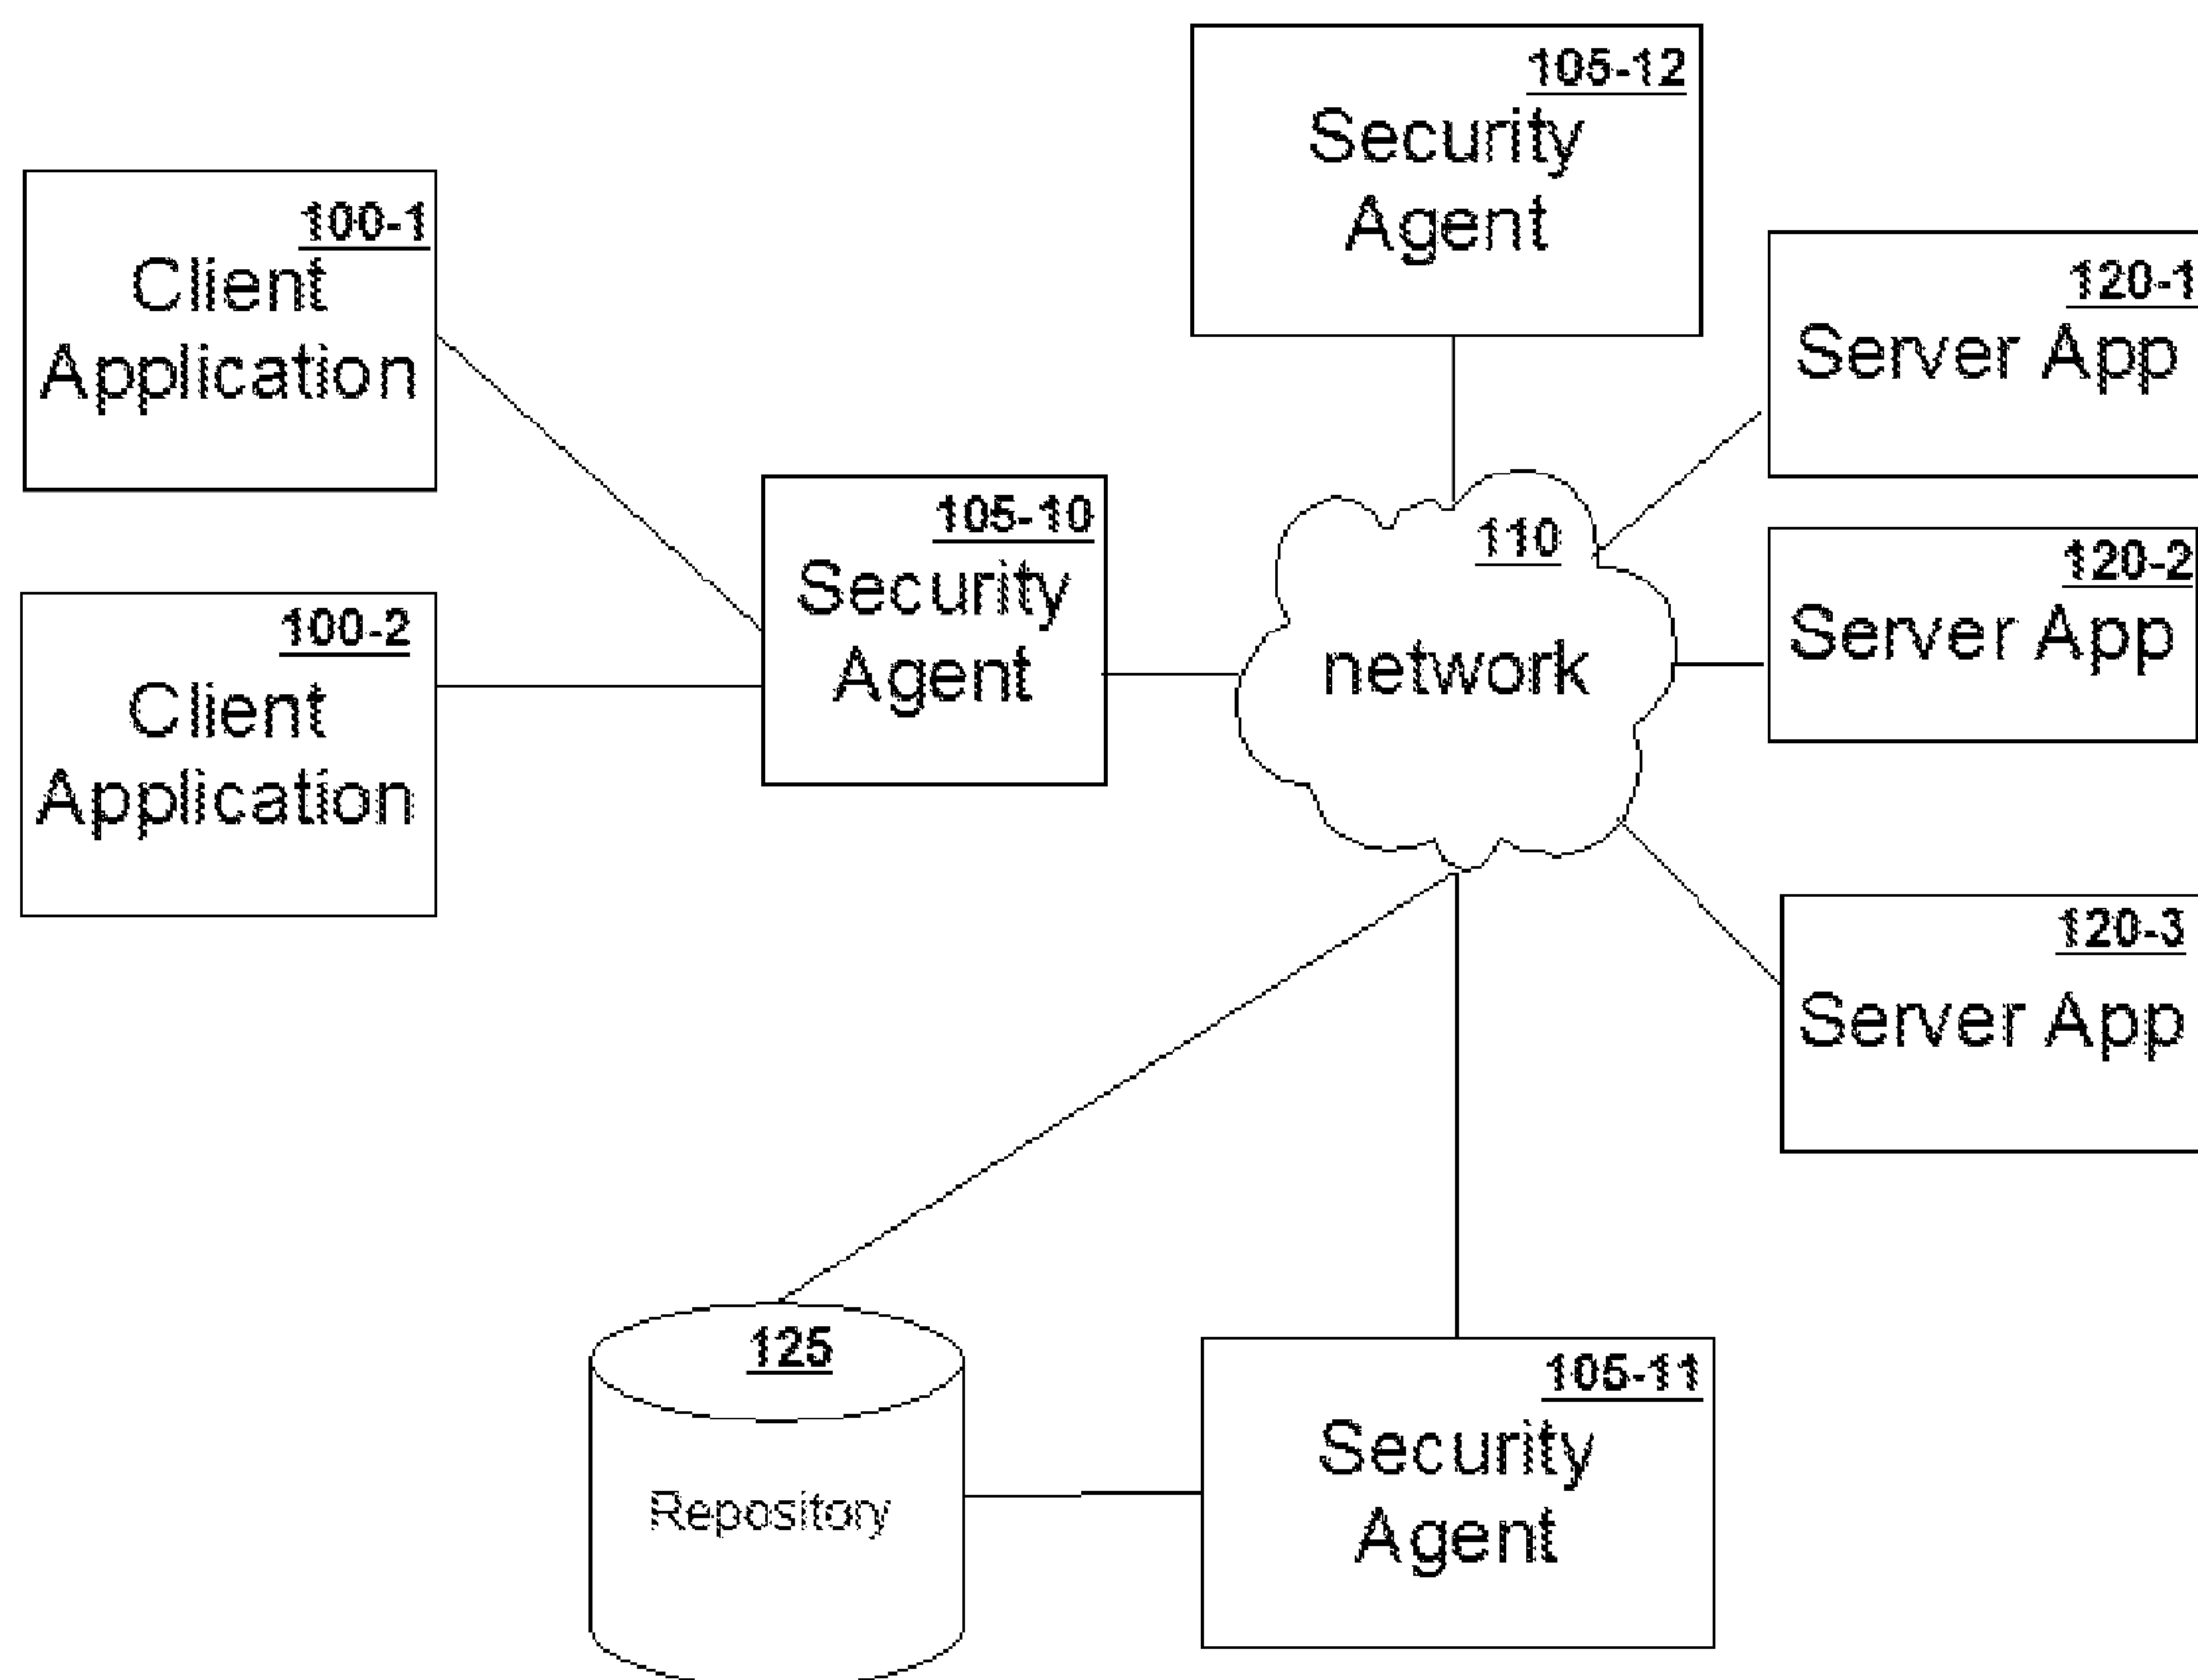 105-12
Security
Agent
100-1
Client
Application
120-1
Server App
105-10
Security
Agent
110
network
120-2
Server App
100-2
Client
Application
120-3
Server App
125
Repository
105-11
Security
Agent